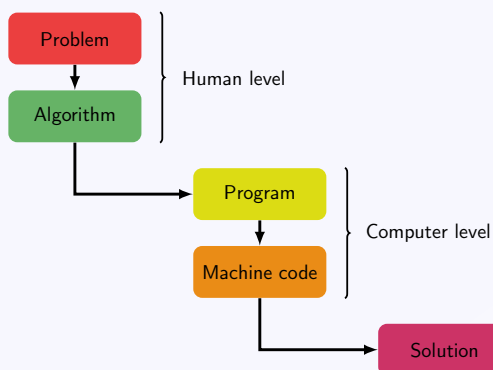 Problem
Human level
Algorithm
Program
Computer level
Machine code
Solution